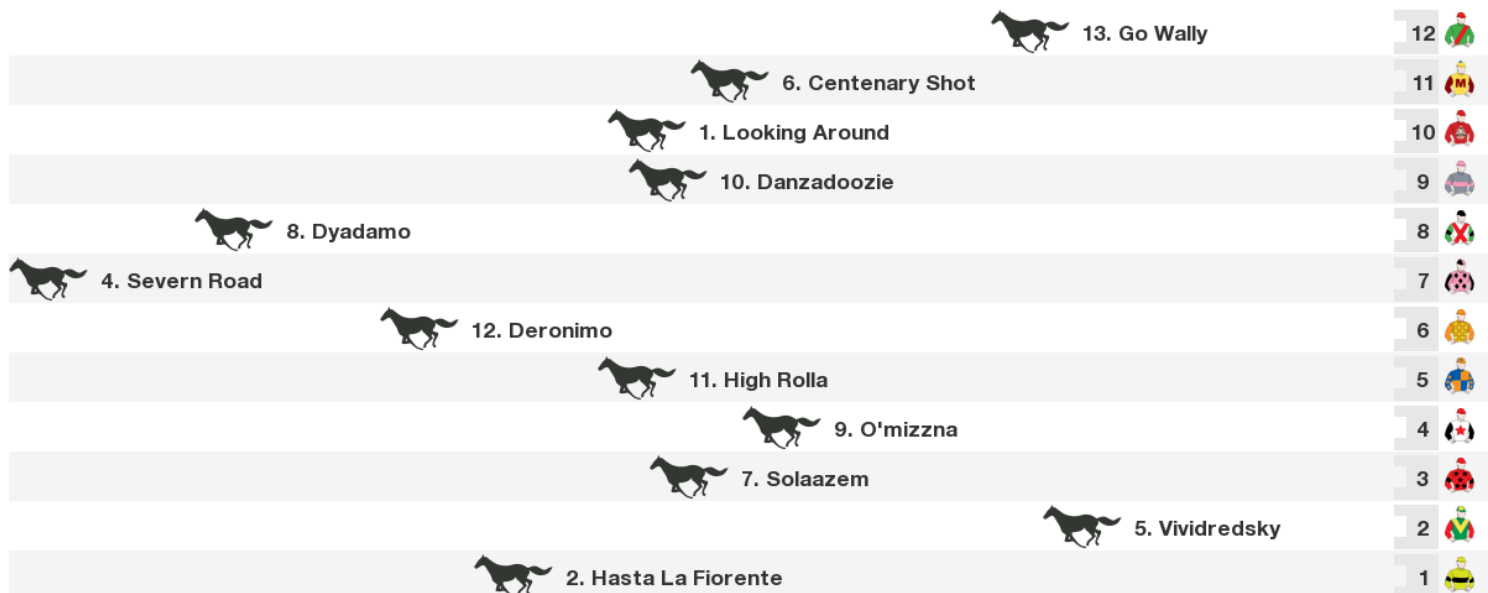 13. Go Wally 12
6. Centenary Shot 11 M
1. Looking Around 10
10. Danzadoozie 9
8. Dyadamo 8
4. Severn Road 7
12. Deronimo 6
11. High Rolla 5
9. O'mizzna 4
7. Solaazem 3
5. Vividredsky 2
2. Hasta La Fiorente 1